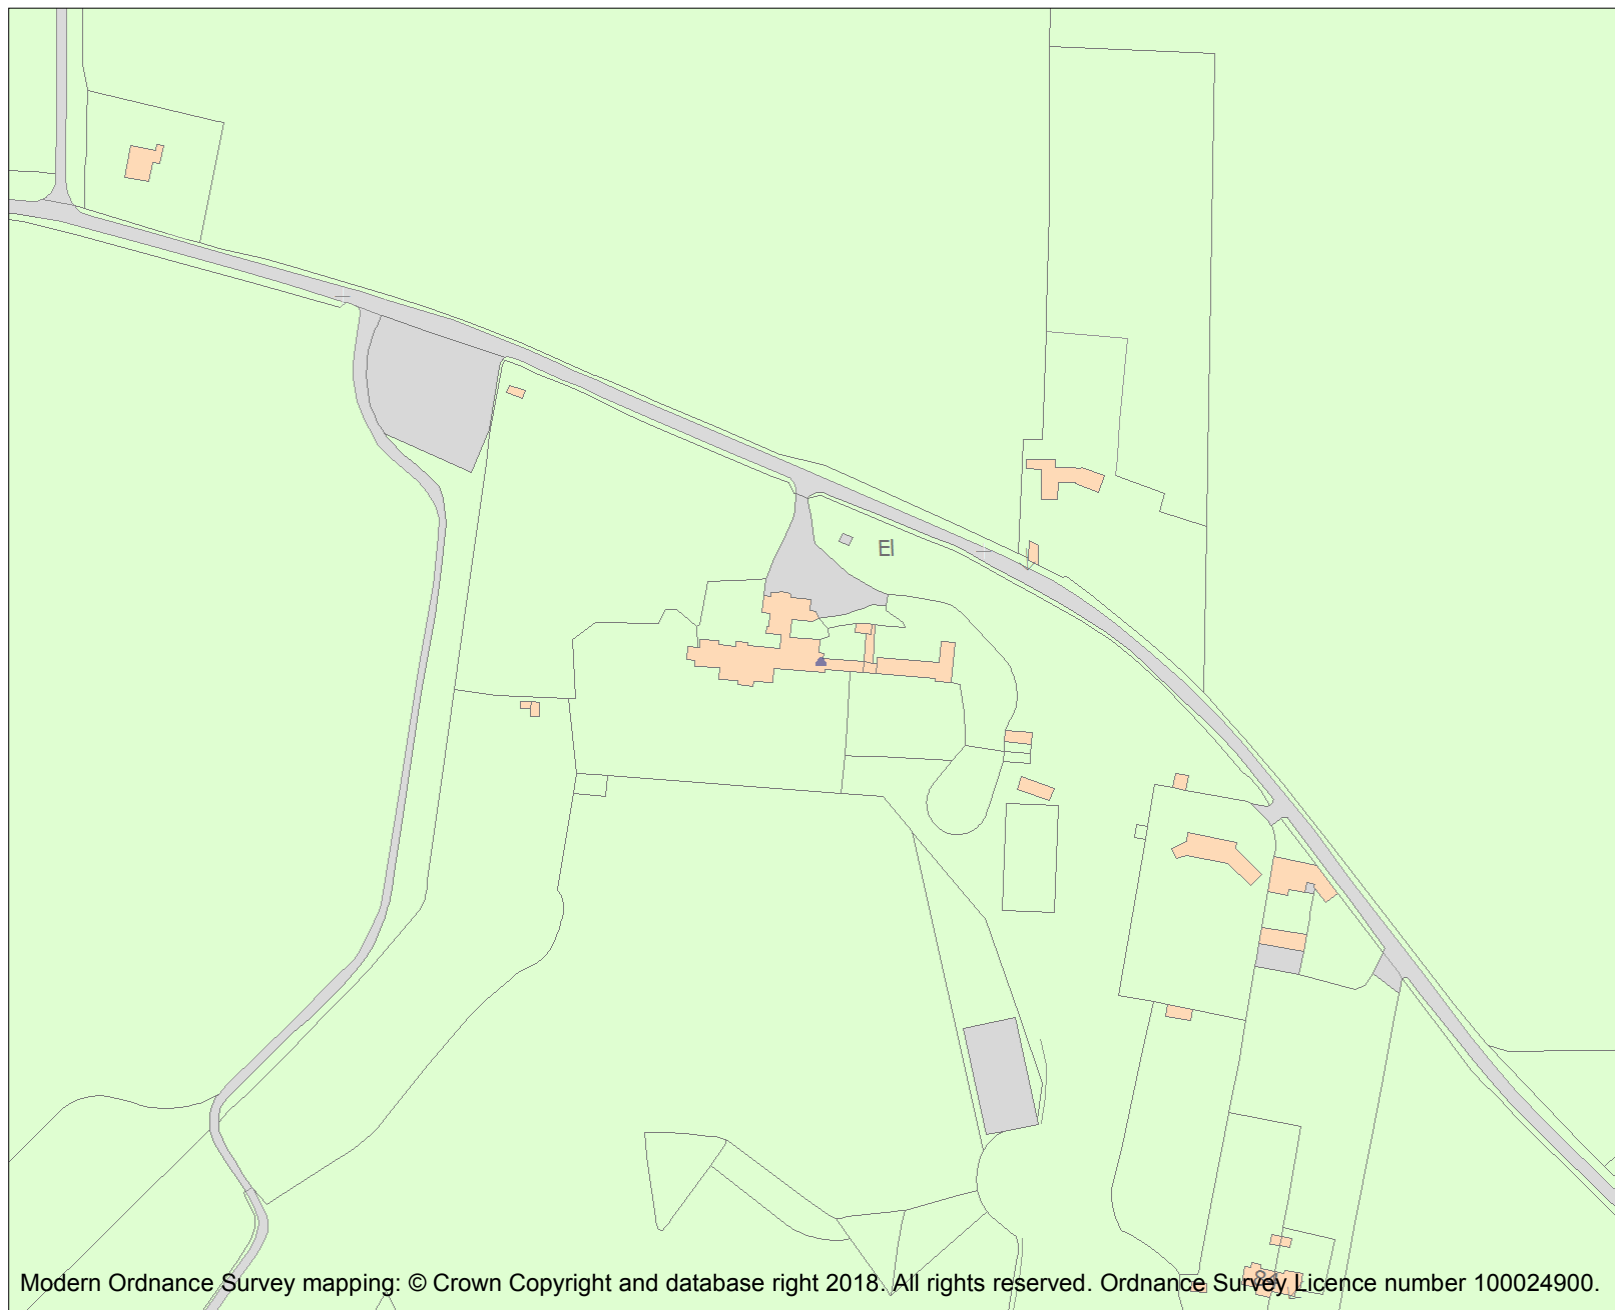 El
Modern Ordnance Survey mapping: © Crown Copyright and database right 2018. All rights reserved. Ordnance Survey Licence number 100024900.